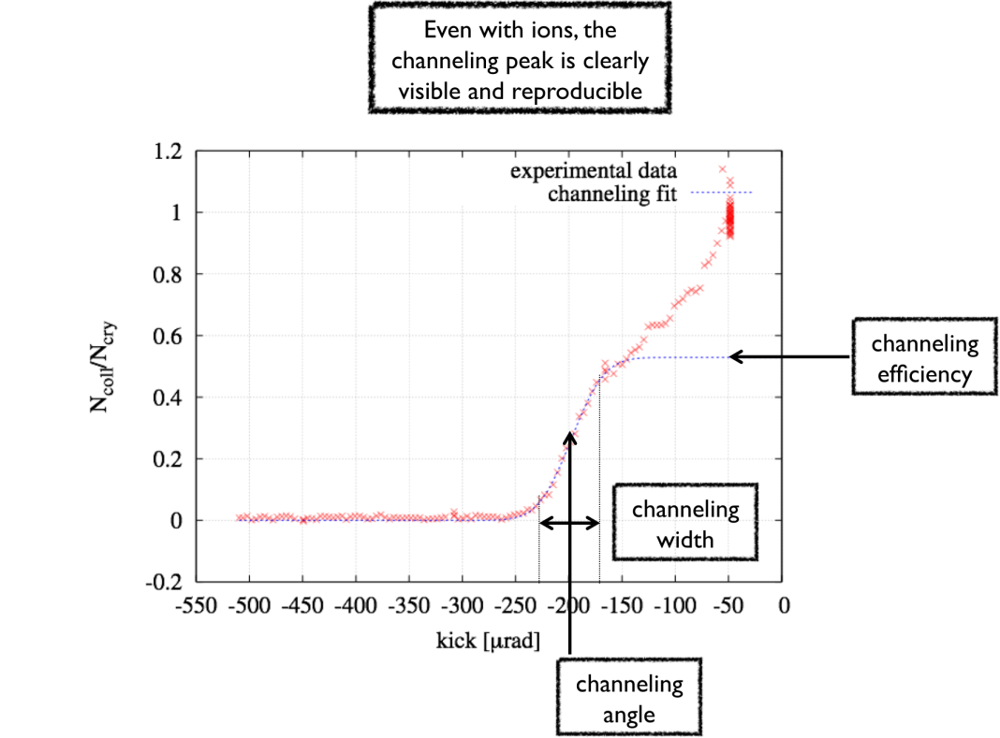 Even with ions, the
channeling peak is clearly
visible and reproducible
1.2
1
0.8
0.6
0.4
0.2
0
-0.2
N_coll/N_cry
experimental data
channeling fit
channeling
efficiency
channeling
width
-550 -500 -450 -400 -350 -300 -250 -200 -150 -100 -50 0
kick [μrad]
channeling
angle